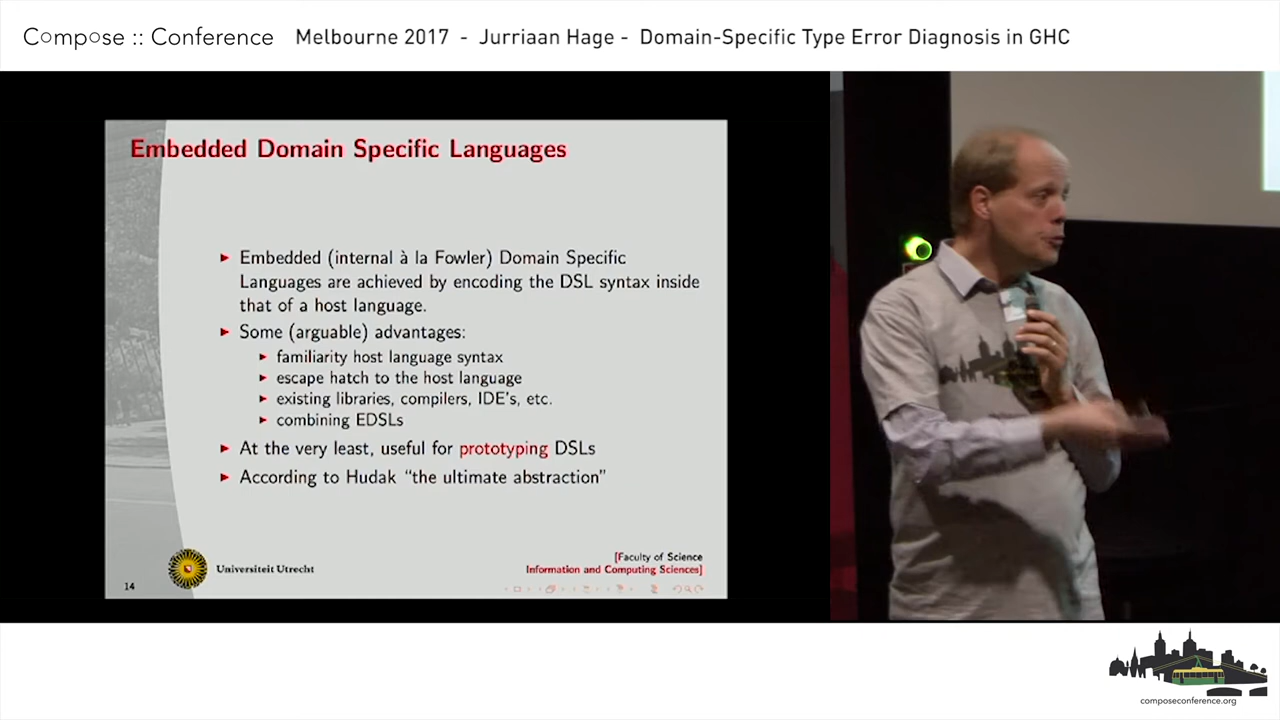 Compose :: Conference Melbourne 2017 - Jurriaan Hage - Domain-Specific Type Error Diagnosis in GHC
Embedded Domain Specific Languages
► Embedded (internal à la Fowler) Domain Specific
Languages are achieved by encoding the DSL syntax inside
that of a host language.
► Some (arguable) advantages:
► familiarity host language syntax
► escape hatch to the host language
► existing libraries, compilers, IDE's, etc.
► combining EDSLs
► At the very least, useful for prototyping DSLs
► According to Hudak “the ultimate abstraction”
[Faculty of Science
Information and Computing Sciences]
Universiteit Utrecht
14
composeconference.org